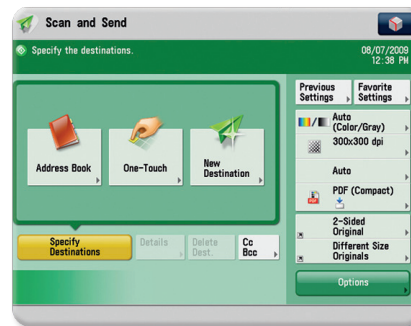 Scan and Send
Specify the destinations.
08/07/2009
12:38 PM
Address Book
One-Touch
New
Destination
Specify
Destinations
Details
Delete
Dest.
Cc
Bcc
Previous
Settings
Favorite
Settings
Auto
(Color/Gray)
300x300 dpi
Auto
PDF (Compact)
2-Sided
Original
Different Size
Originals
Options